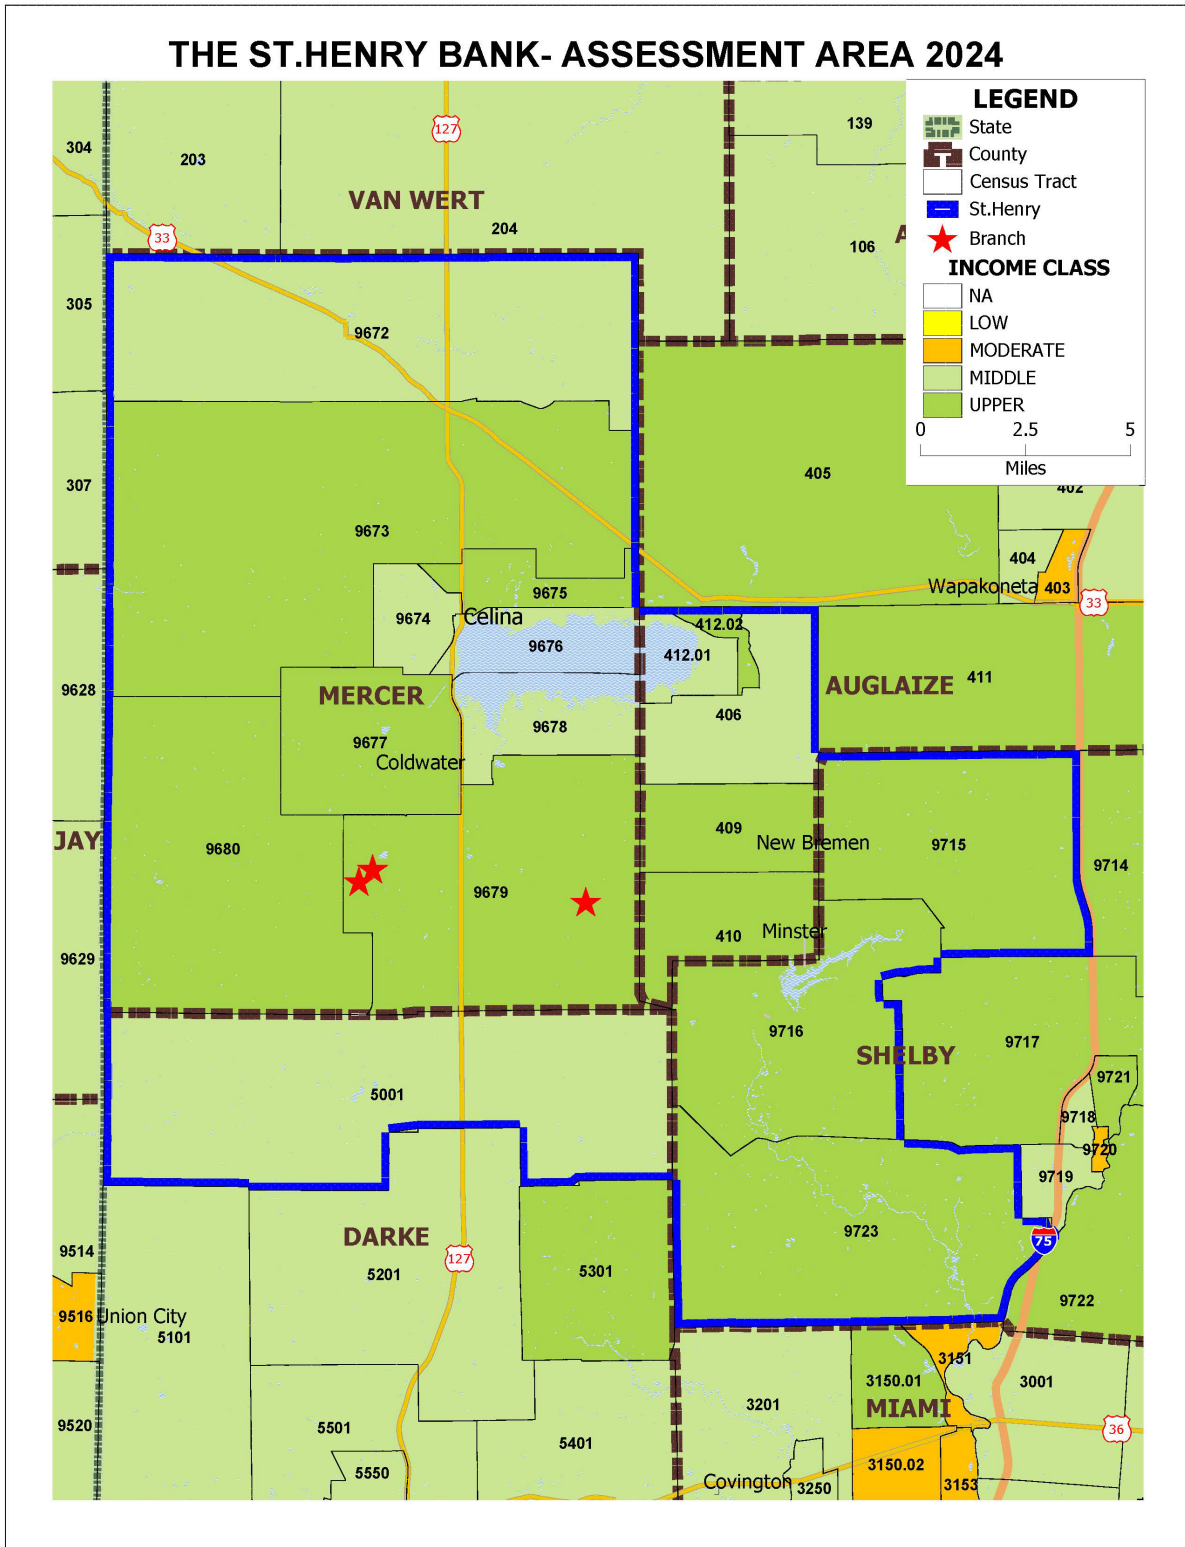 THE ST.HENRY BANK- ASSESSMENT AREA 2024
LEGEND
State
County
Census Tract
St.Henry
Branch
INCOME CLASS
NA
LOW
MODERATE
MIDDLE
UPPER
0 2.5 5
Miles
304
203
127
139
VAN WERT
204
33
106
305
9672
307
9673
405
402
404
403
Wapakoneta
33
9675
9674
Celina
9676
412.02
412.01
9628
MERCER
AUGLAIZE
411
406
9678
9677
Coldwater
JAY
9680
409
New Bremen
9715
9714
9679
410
Minster
9629
9716
SHELBY
9717
9721
5001
9718
9720
9719
DARKE
9723
75
9514
5201
127
5301
9722
9516
Union City
5101
3151
3150.01
3001
3201
MIAMI
9520
5501
5401
36
5550
3150.02
Covington
3250
3153